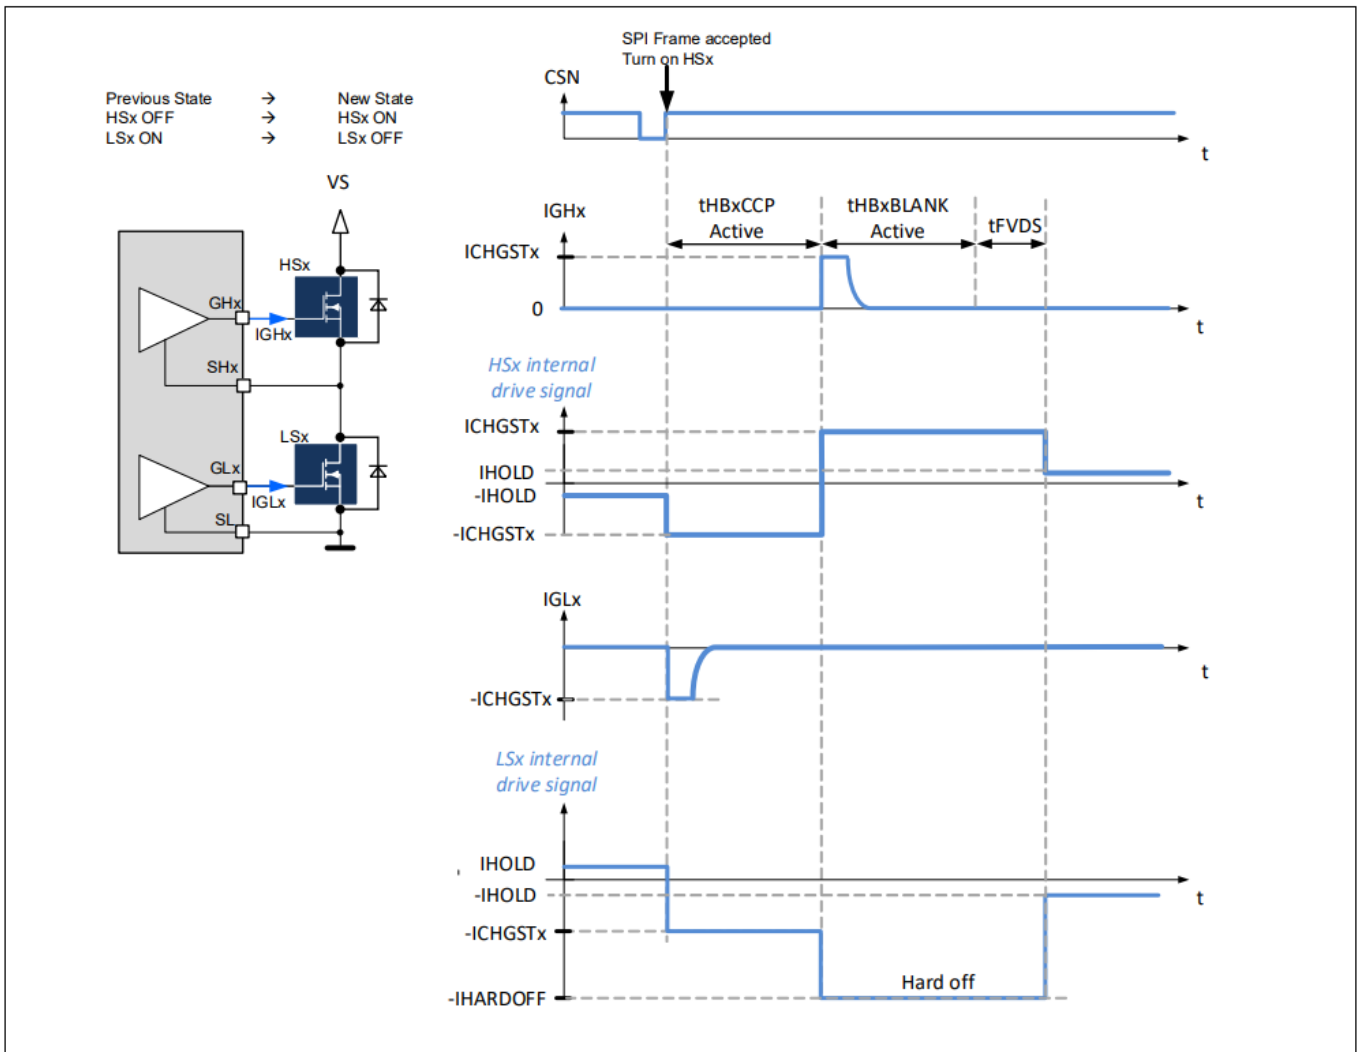 SPI Frame accepted
Turn on HSx
CSN
t
Previous State → New State
HSx OFF → HSx ON
LSx ON → LSx OFF
VS
HSx
GHx
IGHx
SHx
LSx
GLx
IGLx
SL
IGHx
tHBxCCP
Active
tHBxBLANK
Active
tFVDS
ICHGSTx
0
t
HSx internal
drive signal
ICHGSTx
IHOLD
-IHOLD
-ICHGSTx
t
IGLx
-ICHGSTx
t
LSx internal
drive signal
IHOLD
-IHOLD
-ICHGSTx
-IHARDOFF
Hard off
t